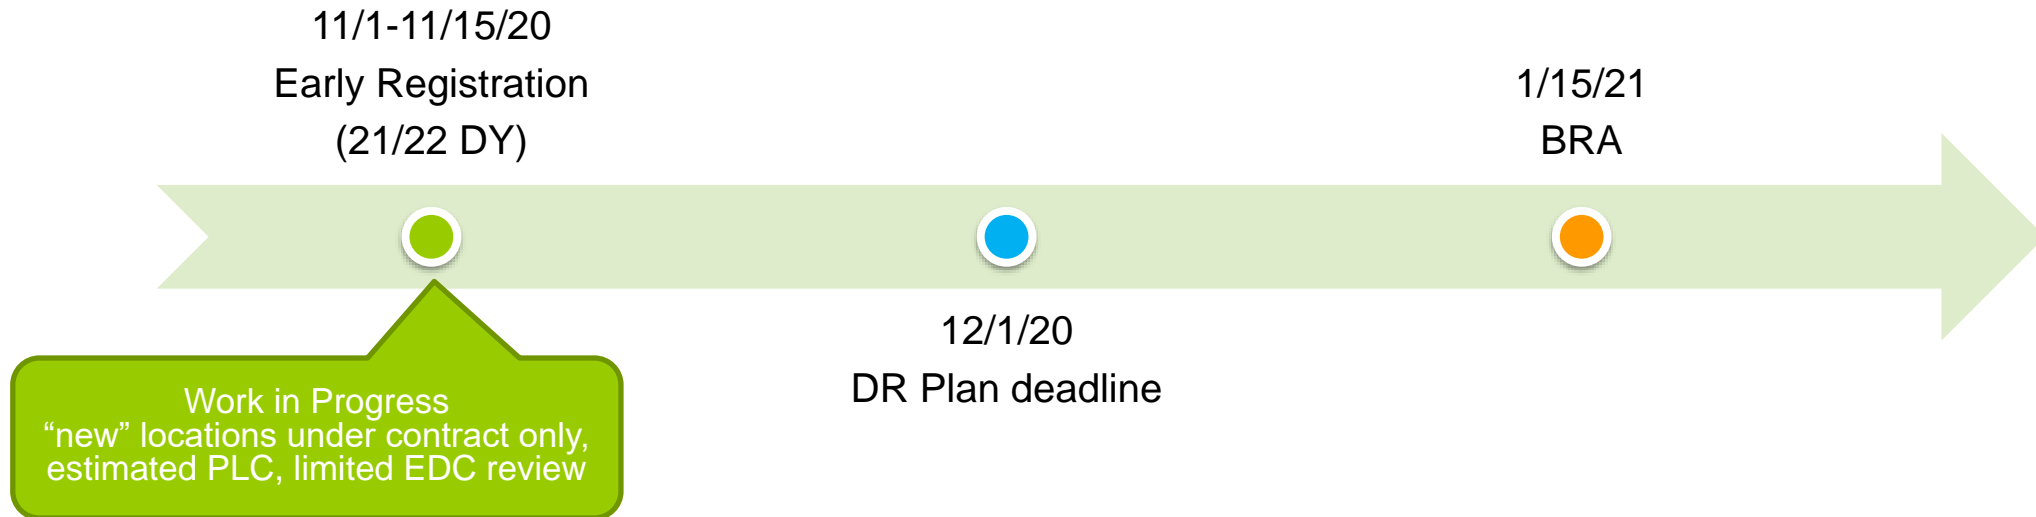 11/1-11/15/20
Early Registration
(21/22 DY)
1/15/21
BRA
12/1/20
DR Plan deadline
Work in Progress
“new” locations under contract only,
estimated PLC, limited EDC review